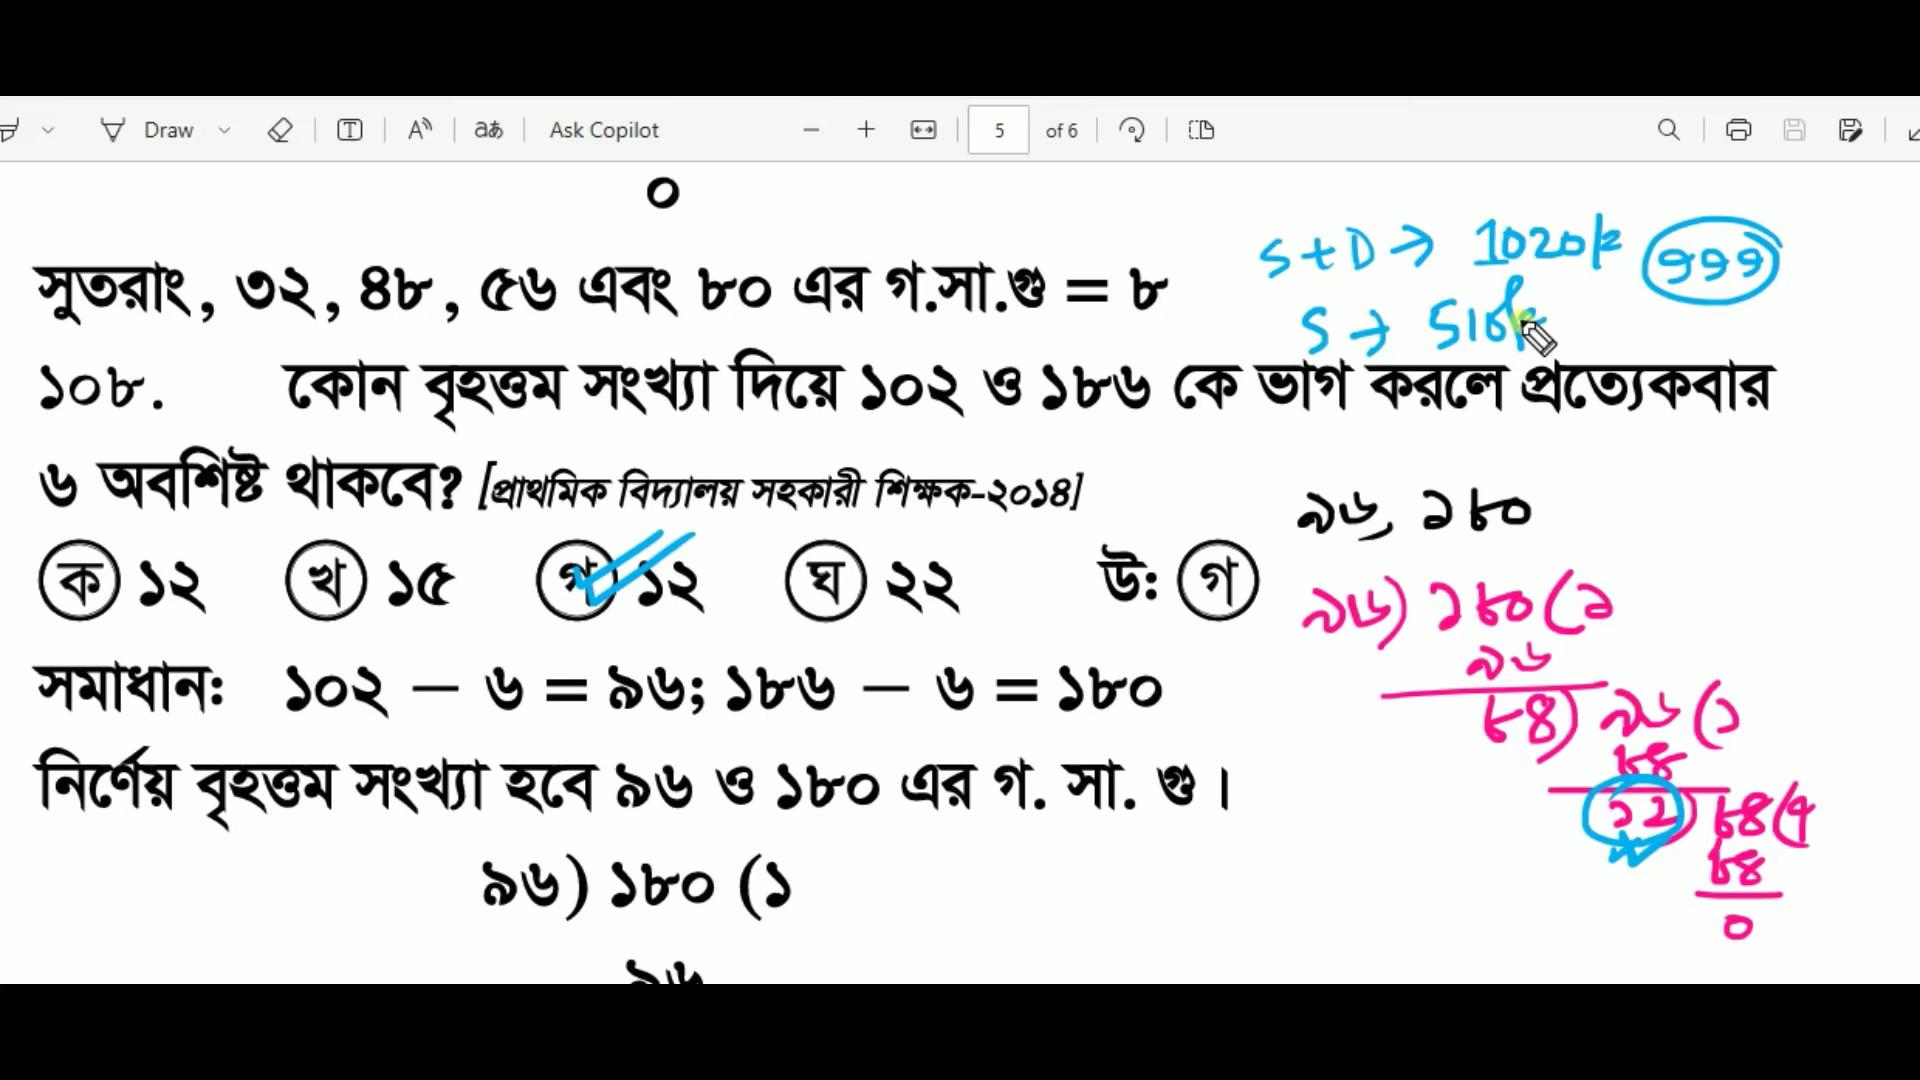 Draw Ask Copilot 5 of 6
০
সুতরাং, ৩২, ৪৮, ৫৬ এবং ৮০ এর গ.সা.গু = ৮
S + D → 1020k 999
S → 510k
১০৮. কোন বৃহত্তম সংখ্যা দিয়ে ১০২ ও ১৮৬ কে ভাগ করলে প্রত্যেকবার
৬ অবশিষ্ট থাকবে? [প্রাথমিক বিদ্যালয় সহকারী শিক্ষক-২০১৪]
ক ১২ খ ১৫ গ ১২ ঘ ২২ উঃ গ
সমাধানঃ ১০২ – ৬ = ৯৬; ১৮৬ – ৬ = ১৮০
নির্ণেয় বৃহত্তম সংখ্যা হবে ৯৬ ও ১৮০ এর গ. সা. গু।
৯৬) ১৮০ (১
৯৬
৯৬, ১৮০
৯৬) ১৮০ (১
৯৬
৮৪) ৯৬ (১
৮৪
১২) ৮৪ (৭
৮৪
0